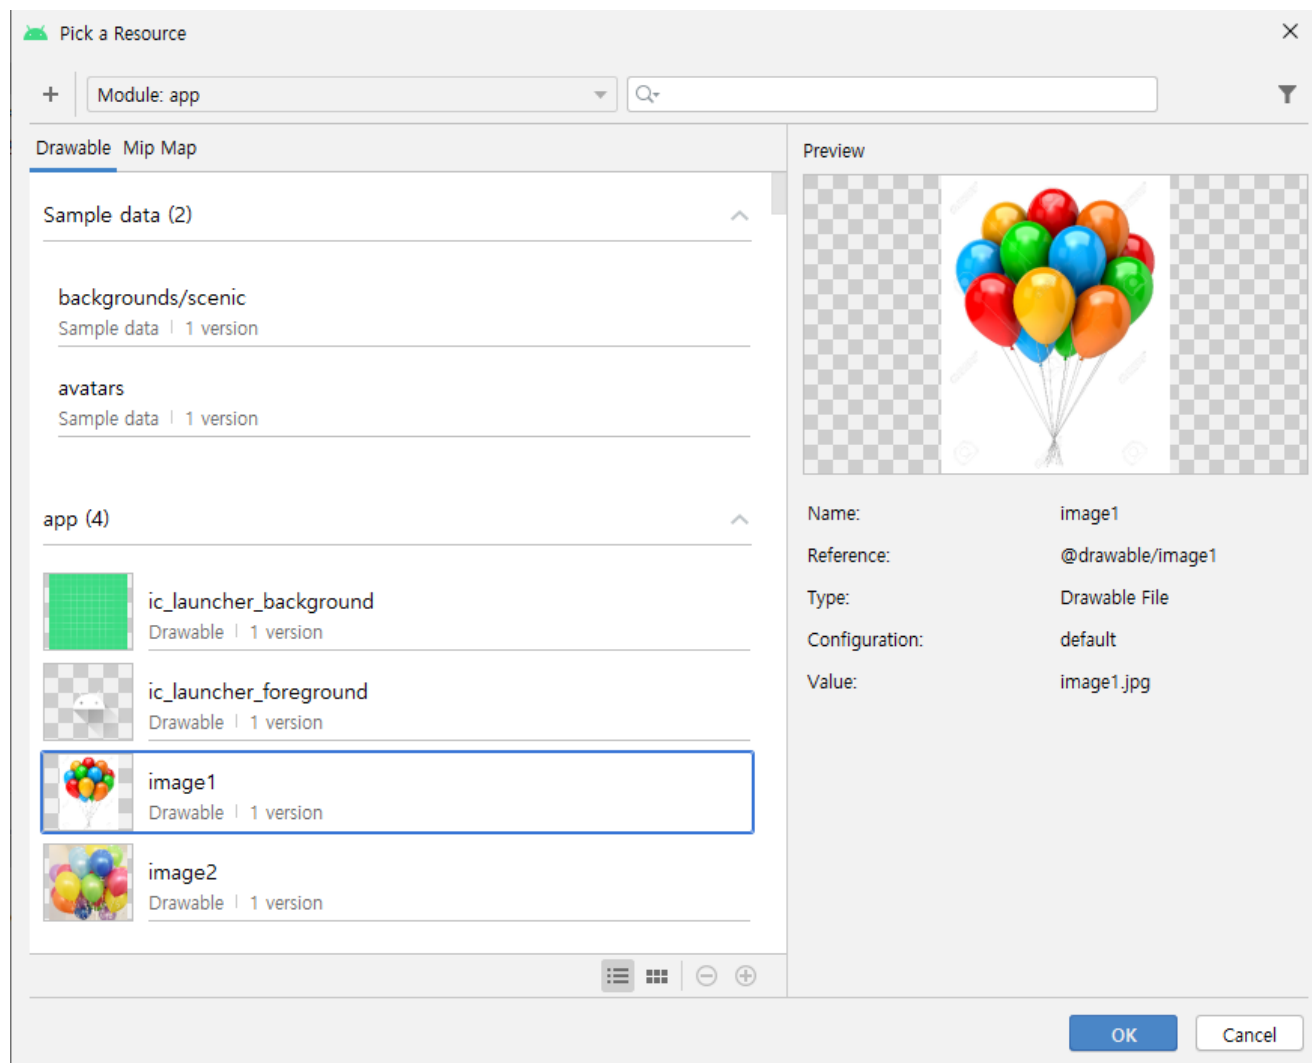 Pick a Resource
Module: app
Drawable Mip Map
Sample data (2)
backgrounds/scenic
Sample data | 1 version
avatars
Sample data | 1 version
app (4)
ic_launcher_background
Drawable | 1 version
ic_launcher_foreground
Drawable | 1 version
image1
Drawable | 1 version
image2
Drawable | 1 version
Preview
Name: image1
Reference: @drawable/image1
Type: Drawable File
Configuration: default
Value: image1.jpg
OK Cancel